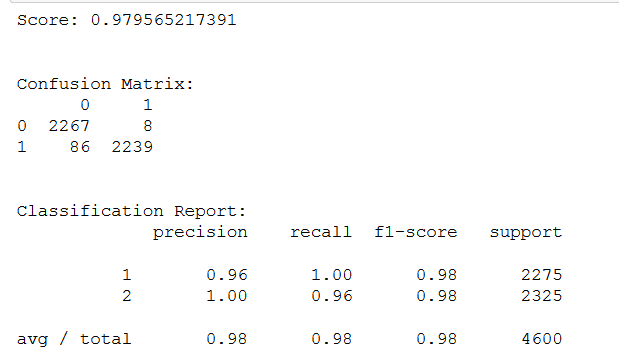 Score: 0.979565217391
Confusion Matrix:
0 1
0 2267 8
1 86 2239
Classification Report:
precision recall f1-score support
1 0.96 1.00 0.98 2275
2 1.00 0.96 0.98 2325
avg / total 0.98 0.98 0.98 4600